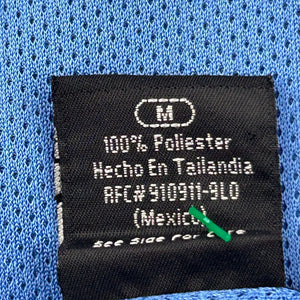 M
100% Poliester
Hecho En Tailandia
RFC# 910911-9L0
(Mexico)
See Side For Care